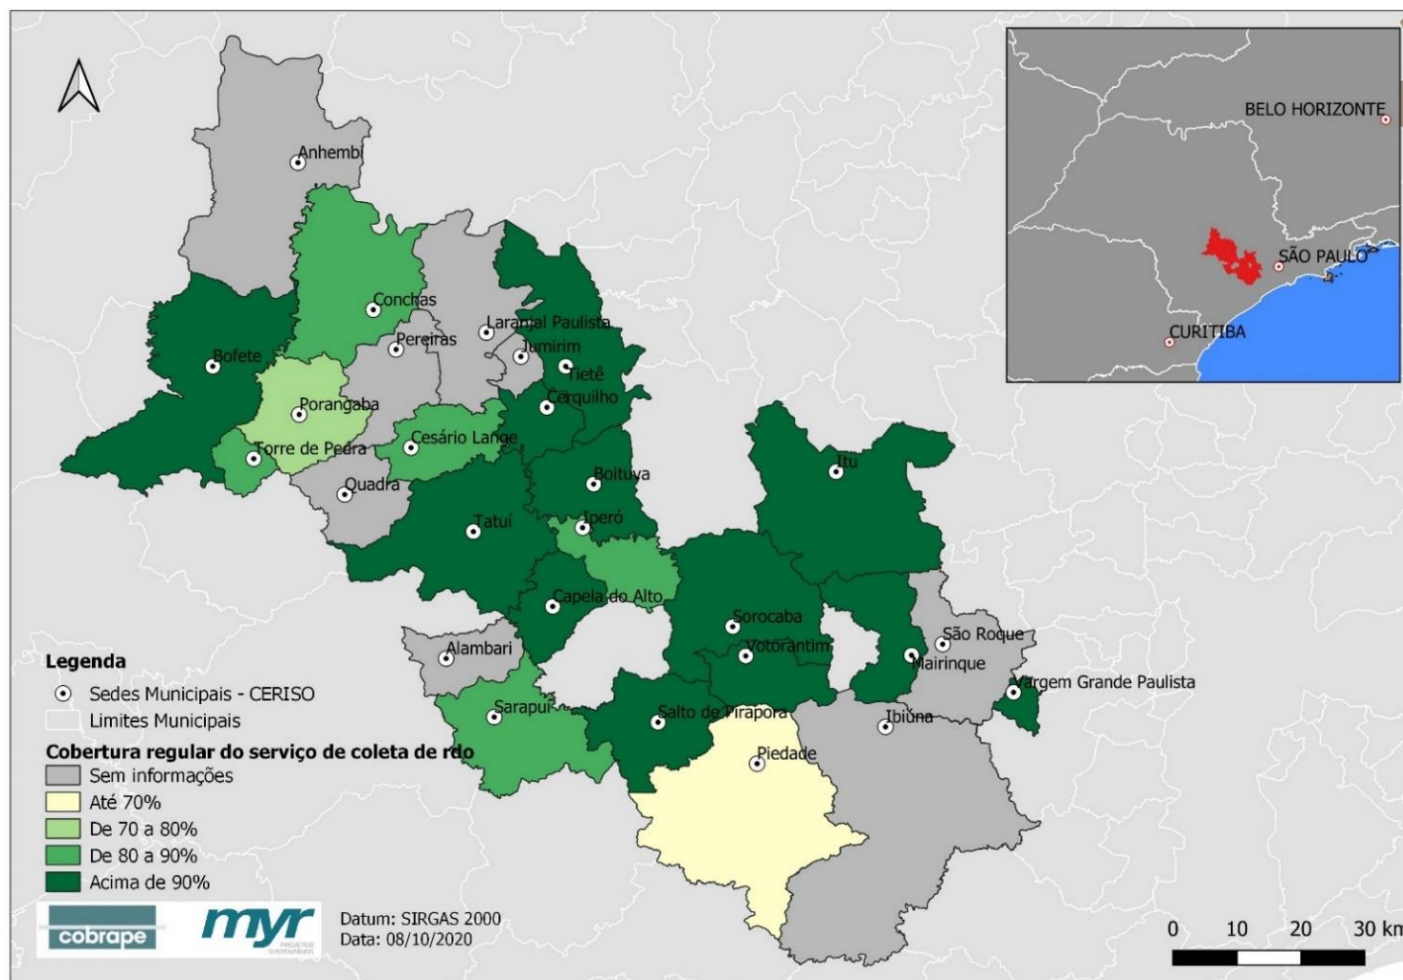 BELO HORIZONTE
SÃO PAULO
CURITIBA
Anhembi
Conchas
Laranjal Paulista
Pereiras
Jumirim
Bofete
Tietê
Cerquilho
Porangaba
Cesário Lange
Torre de Pedra
Itu
Boituva
Quadra
Iperó
Tatuí
Capela do Alto
Sorocaba
São Roque
Votorantim
Alambari
Mairinque
Vargem Grande Paulista
Sarapuí
Salto de Pirapora
Ibiúna
Piedade
Legenda
Sedes Municipais - CERISO
Limites Municipais
Cobertura regular do serviço de coleta de rdo
Sem informações
Até 70%
De 70 a 80%
De 80 a 90%
Acima de 90%
cobrape
myr
Datum: SIRGAS 2000
Data: 08/10/2020
0 10 20 30 km